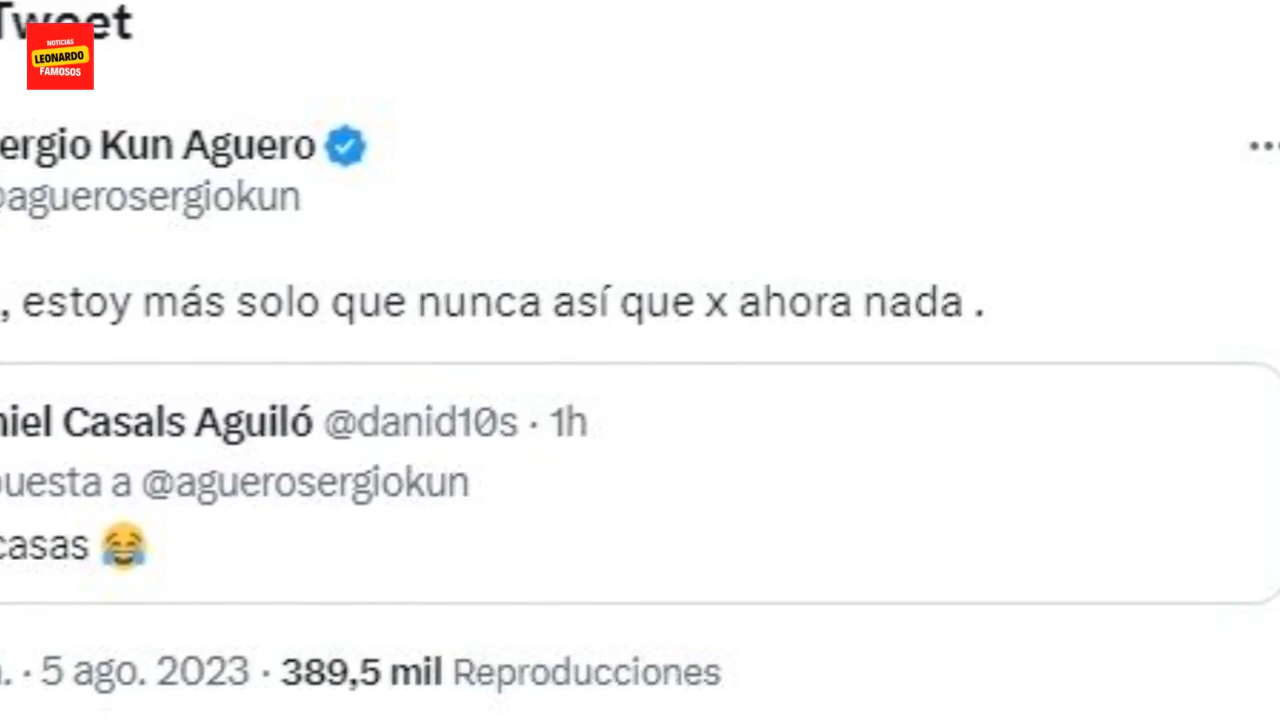 Tweet
NOTICIAS
LEONARDO
FAMOSOS
ergio Kun Aguero
aguerosergiokun
, estoy más solo que nunca así que x ahora nada .
niel Casals Aguiló @danid10s · 1h
uesta a @aguerosergiokun
casas 😂
. · 5 ago. 2023 · 389,5 mil Reproducciones